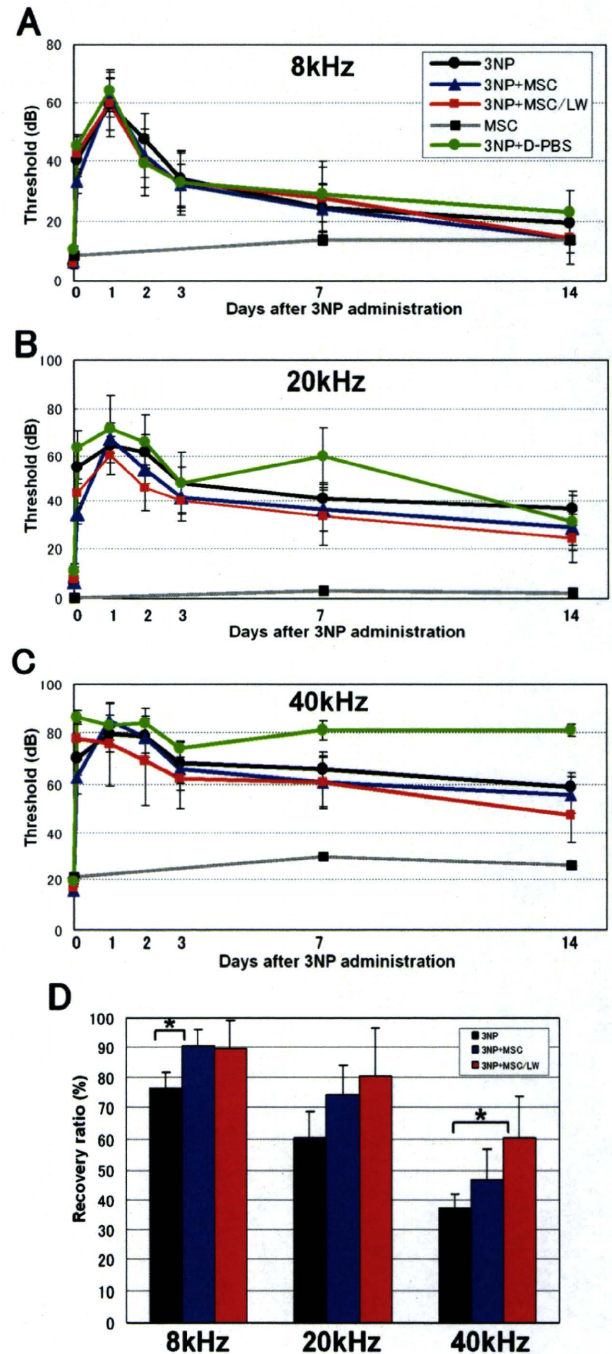 A
8kHz
Threshold (dB)
80
60
40
20
0
3NP
3NP+MSC
3NP+MSC/LW
MSC
3NP+D-PBS
0 1 2 3 7 14
Days after 3NP administration
B
20kHz
Threshold (dB)
100
80
60
40
20
0
0 1 2 3 7 14
Days after 3NP administration
C
40kHz
Threshold (dB)
100
80
60
40
20
0
0 1 2 3 7 14
Days after 3NP administration
D
Recovery ratio (%)
100
90
80
70
60
50
40
30
20
10
0
*
*
3NP
3NP+MSC
3NP+MSC/LW
8kHz 20kHz 40kHz